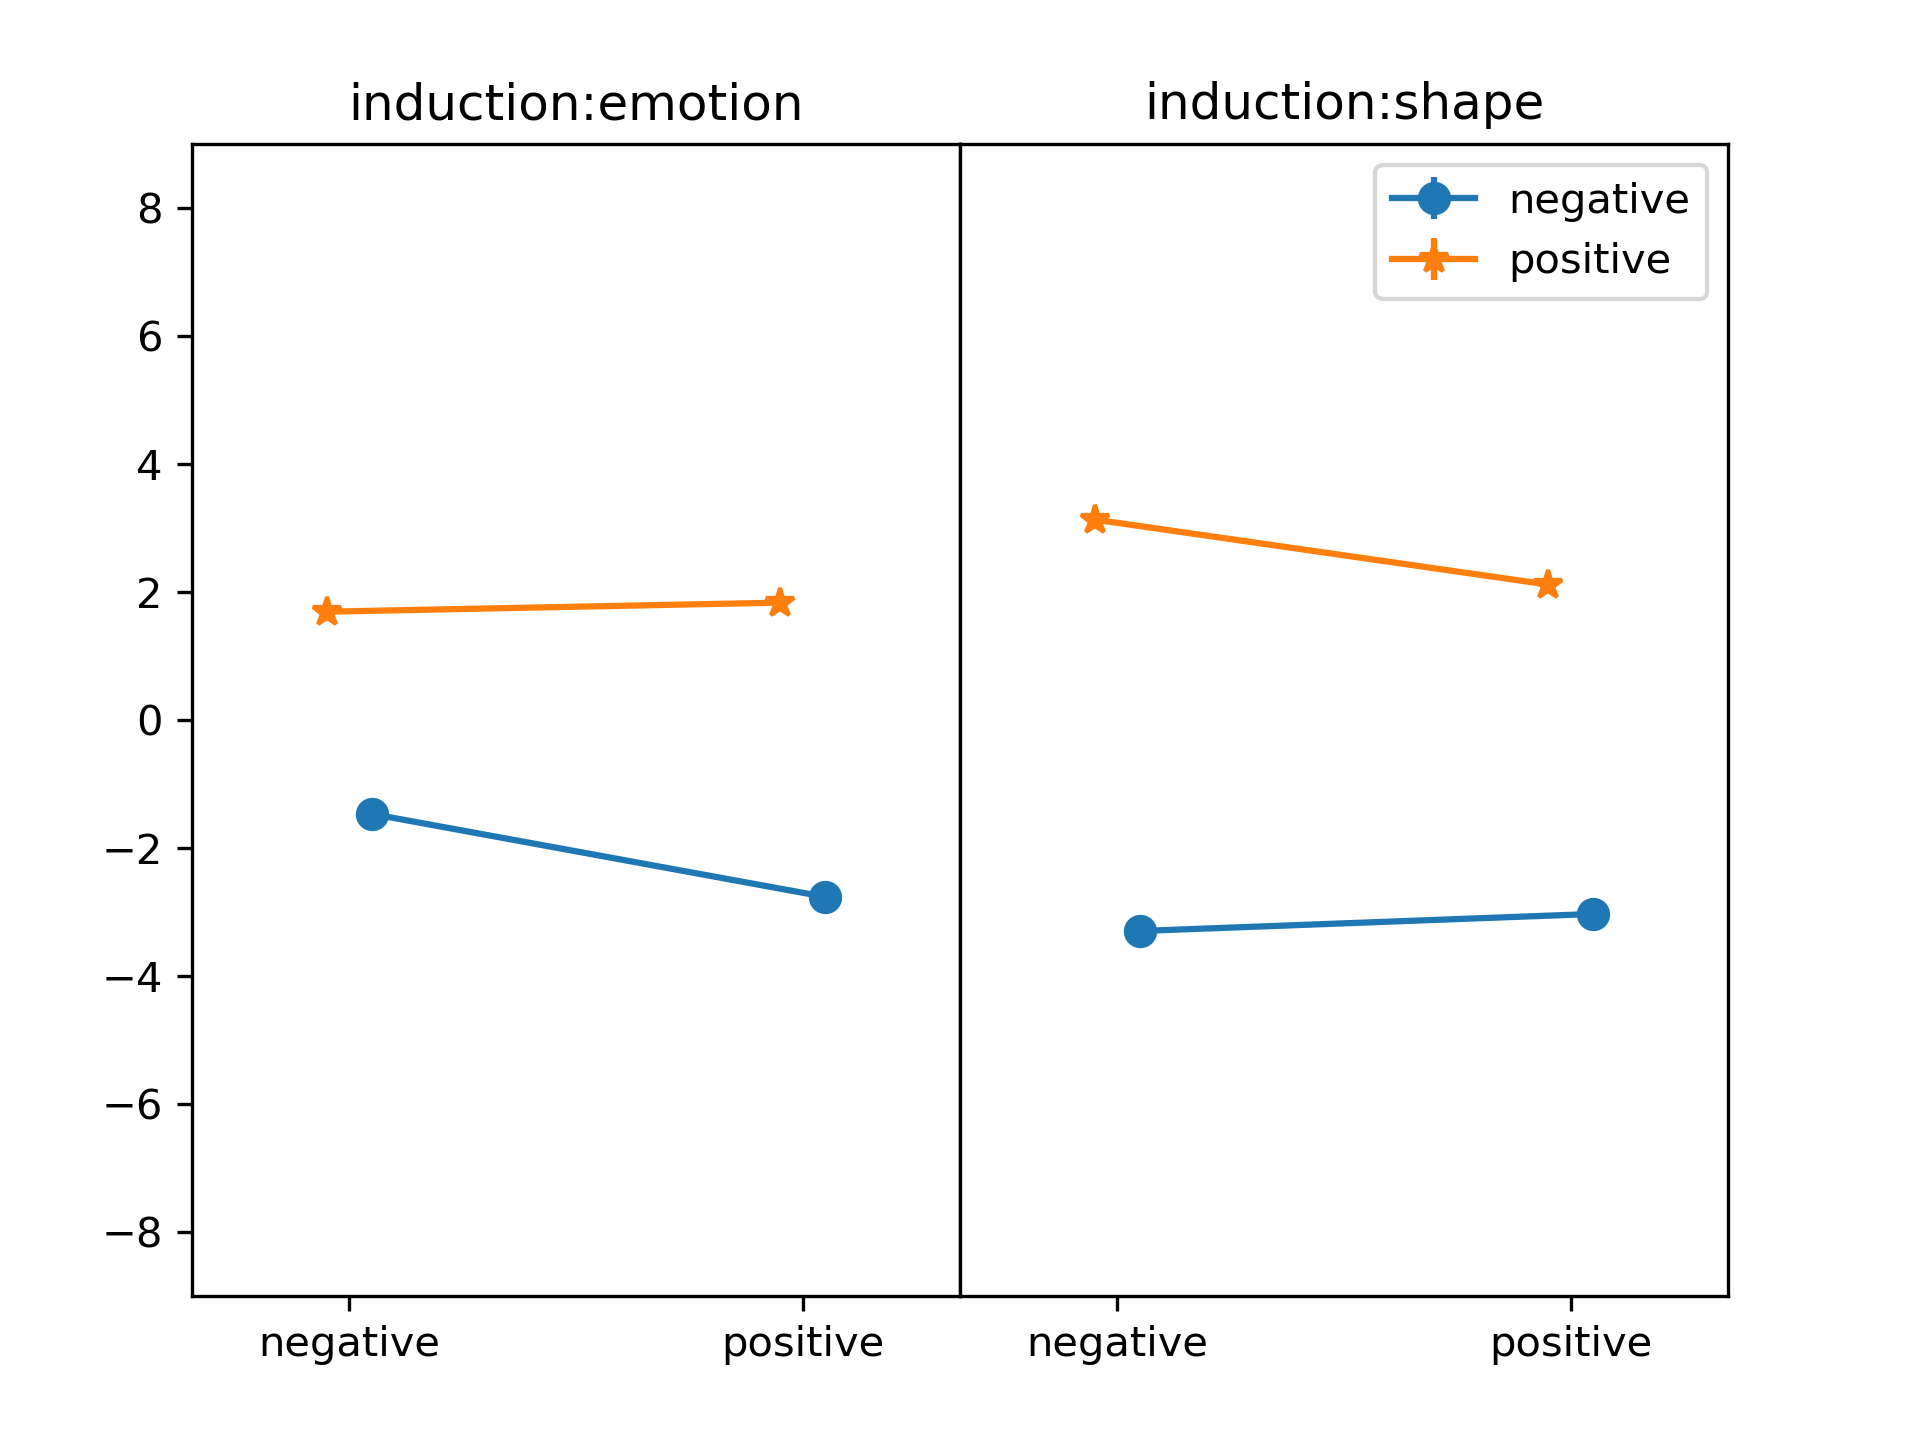 induction:emotion
induction:shape
negative
positive
8
6
4
2
0
−2
−4
−6
−8
negative
positive
negative
positive